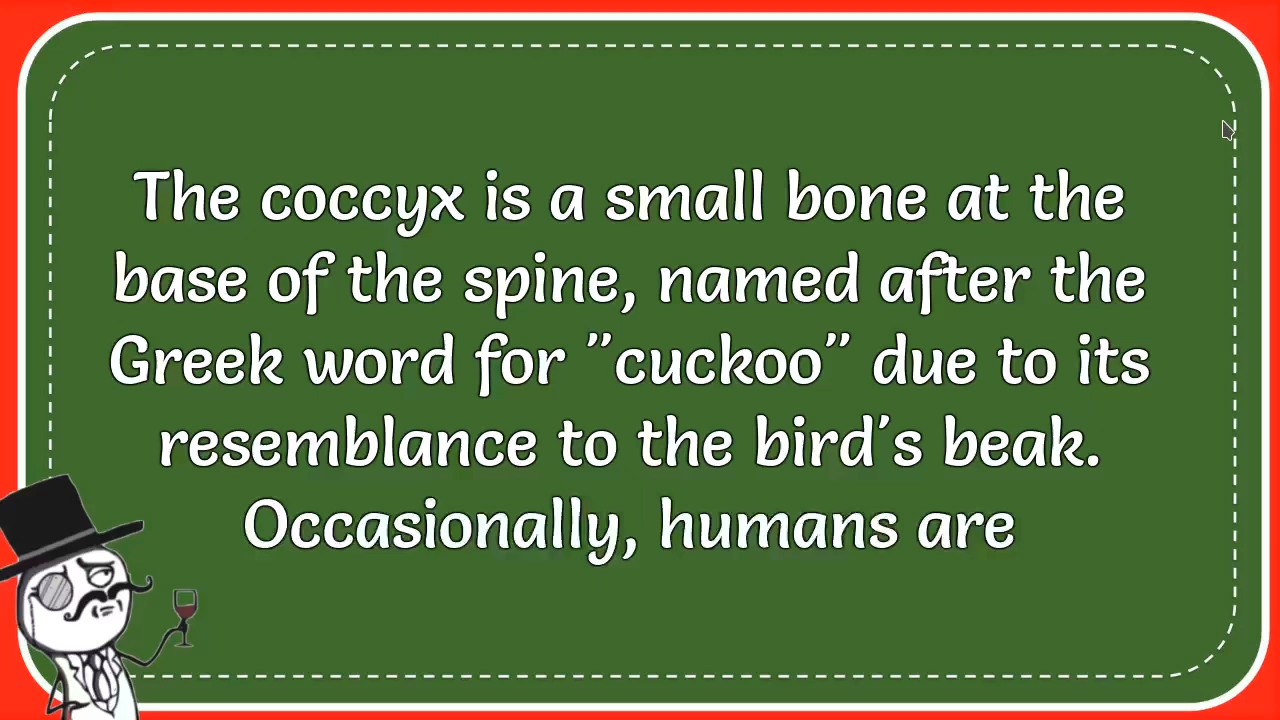 The coccyx is a small bone at the
base of the spine, named after the
Greek word for "cuckoo" due to its
resemblance to the bird's beak.
Occasionally, humans are